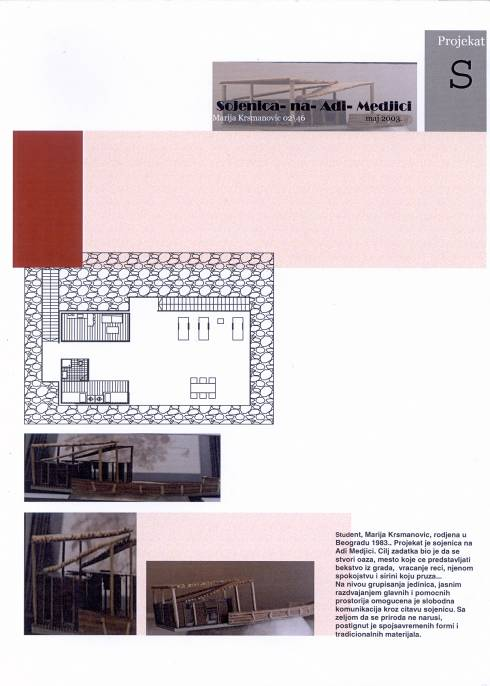 Projekat
S
Sojenica- na- Adi- Medjici
Marija Krsmanovic 02\46 maj 2003.
Student, Marija Krsmanovic, rodjena u
Beogradu 1983.. Projekat je sojenica na
Adi Medjici. Cilj zadatka bio je da se
stvori oaza, mesto koje ce predstavljati
bekstvo iz grada,  vracanje reci, njenom
spokojstvu i sirini koju pruza...
Na nivou grupisanja jedinica, jasnim
razdvajanjem glavnih i pomocnih
prostorija omogucena je slobodna
komunikacija kroz citavu sojenicu. Sa
zeljom da se priroda ne narusi,
postignut je spojsavremenih formi i
tradicionalnih materijala.